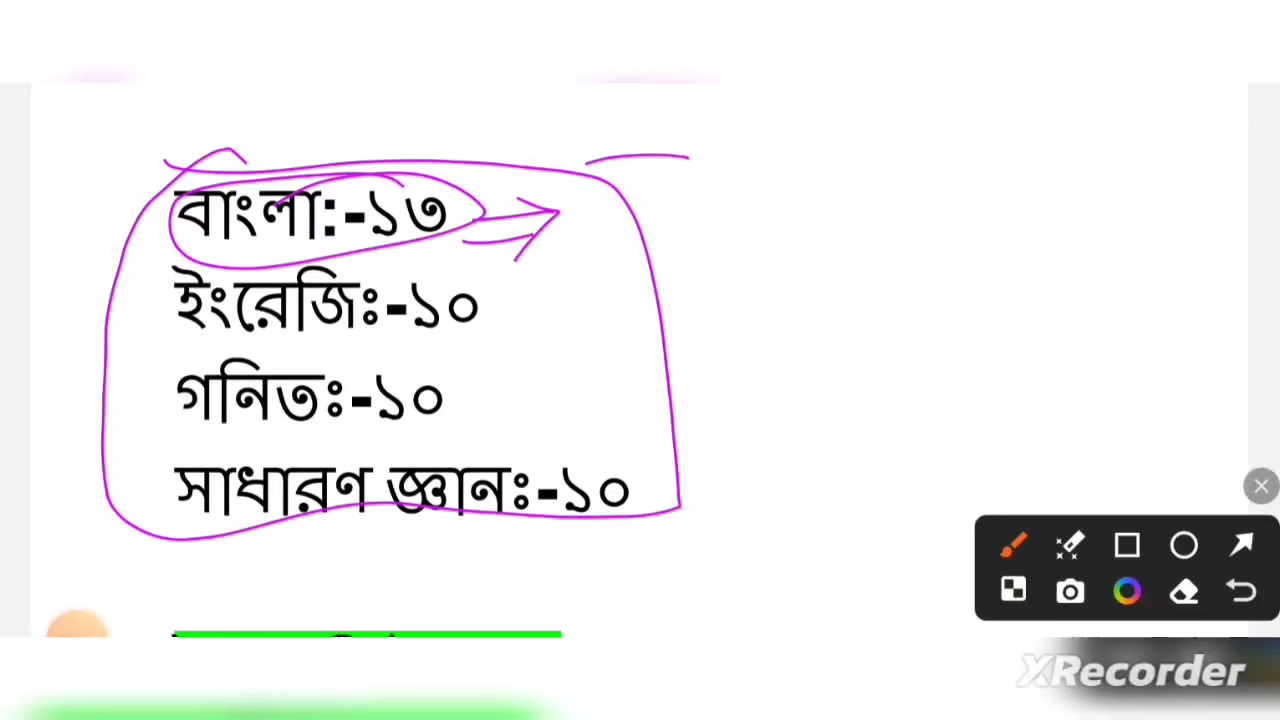 বাংলা:-১৩
ইংরেজিঃ-১০
গনিতঃ-১০
সাধারণ জ্ঞানঃ-১০
XRecorder